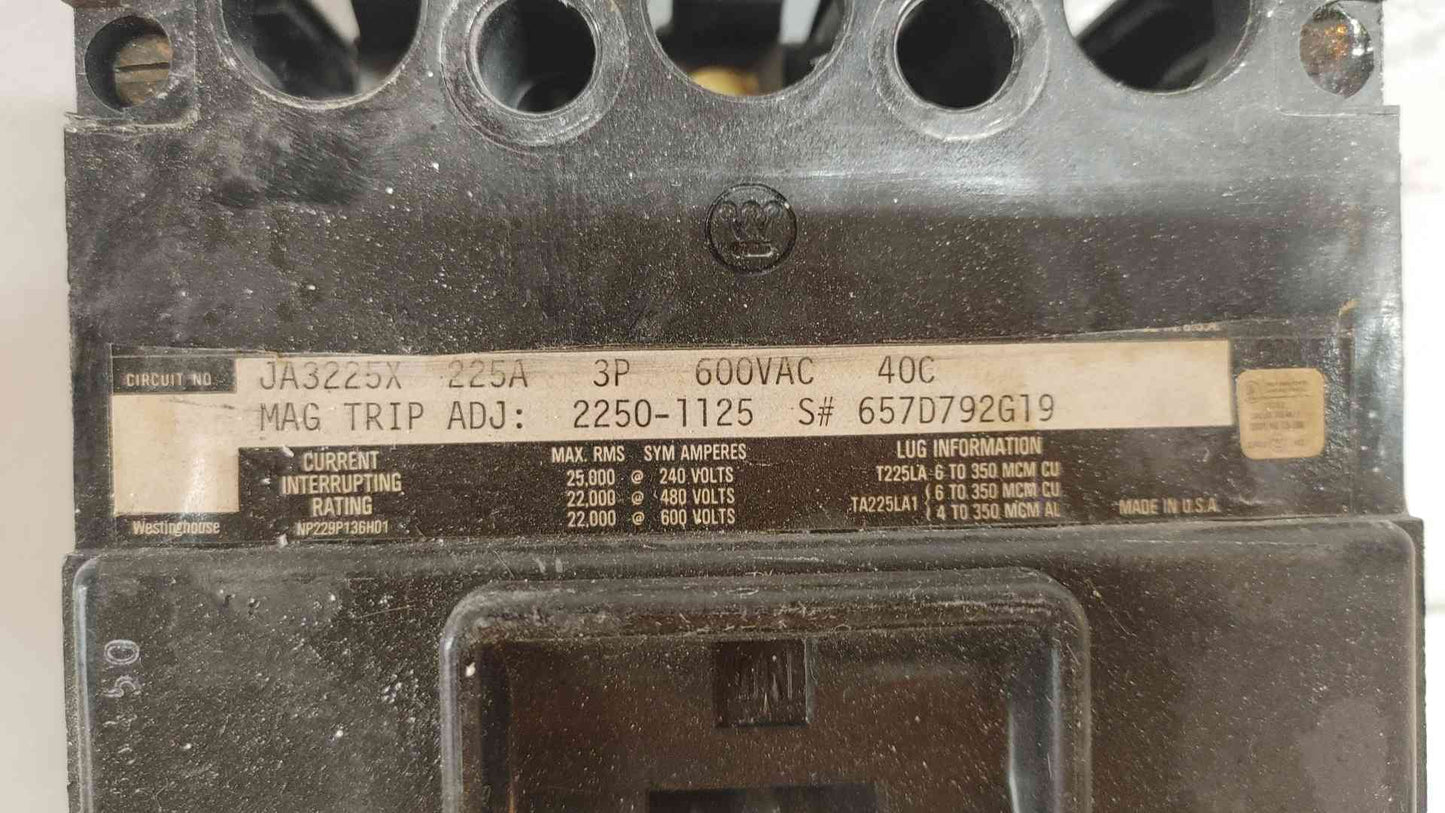 CIRCUIT NO. JA3225X 225A 3P 600VAC 40C
MAG TRIP ADJ: 2250-1125 S# 657D792G19
CURRENT
INTERRUPTING
RATING
NP229P136H01
MAX. RMS SYM AMPERES
25,000 @ 240 VOLTS
22,000 @ 480 VOLTS
22,000 @ 600 VOLTS
LUG INFORMATION
T225LA 6 TO 350 MCM CU
TA225LA1 { 6 TO 350 MCM CU
{ 4 TO 350 MCM AL
MADE IN U.S.A.
Westinghouse
50